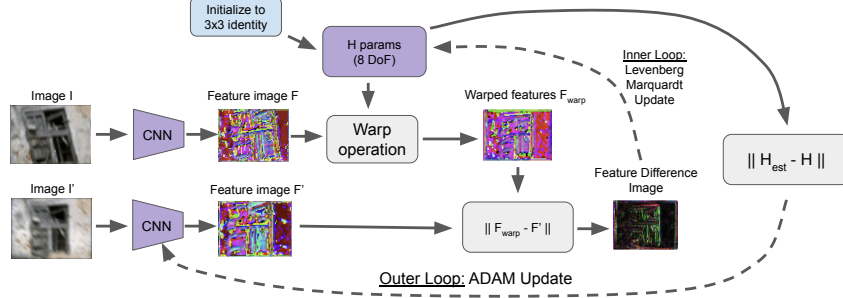 Initialize to
3x3 identity
H params
(8 DoF)
Inner Loop:
Levenberg
Marquardt
Update
Image I
Feature image F
Warped features F_warp
CNN
Warp
operation
|| H_est - H ||
Image I'
Feature image F'
Feature Difference
Image
CNN
|| F_warp - F' ||
Outer Loop: ADAM Update